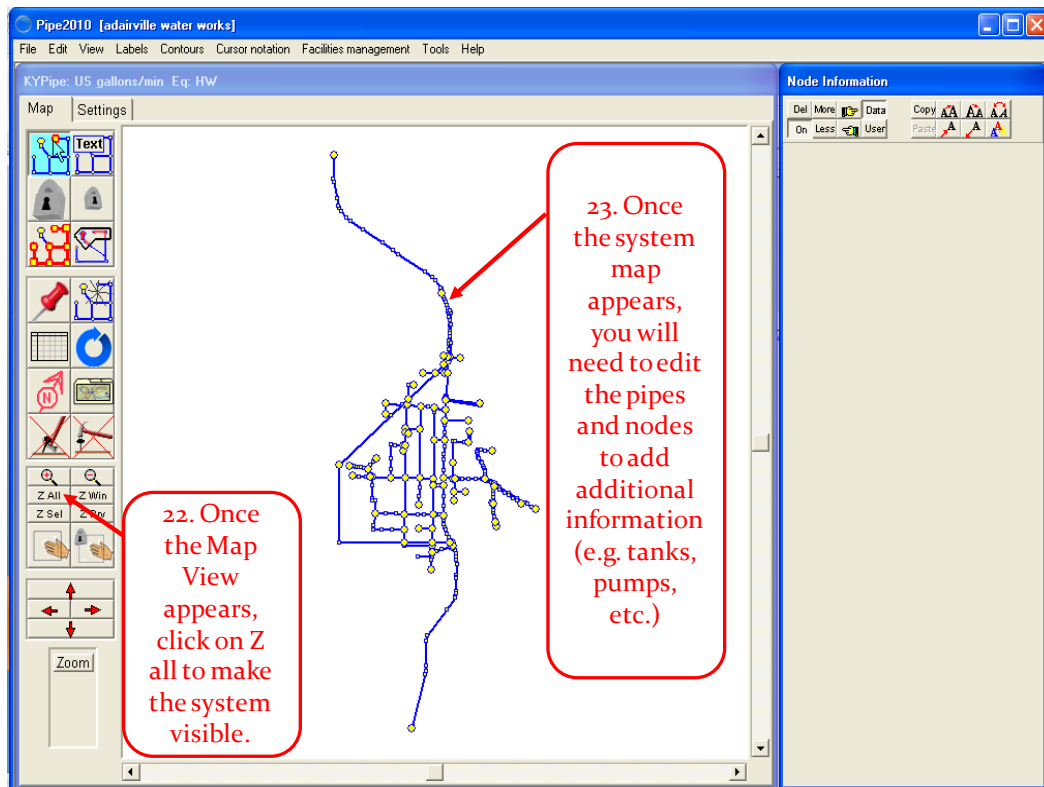 Pipe2010 [adairville water works]
File Edit View Labels Contours Cursor notation Facilities management Tools Help
KYPipe: US gallons/min Eq: HW
Map Settings
Text
N
Z All Z Win
Z Sel Z Prv
Zoom
22. Once
the Map
View
appears,
click on Z
all to make
the system
visible.
23. Once
the system
map
appears,
you will
need to edit
the pipes
and nodes
to add
additional
information
(e.g. tanks,
pumps,
etc.)
Node Information
Del More Data Copy AA AA AA
On Less User Paste A A A